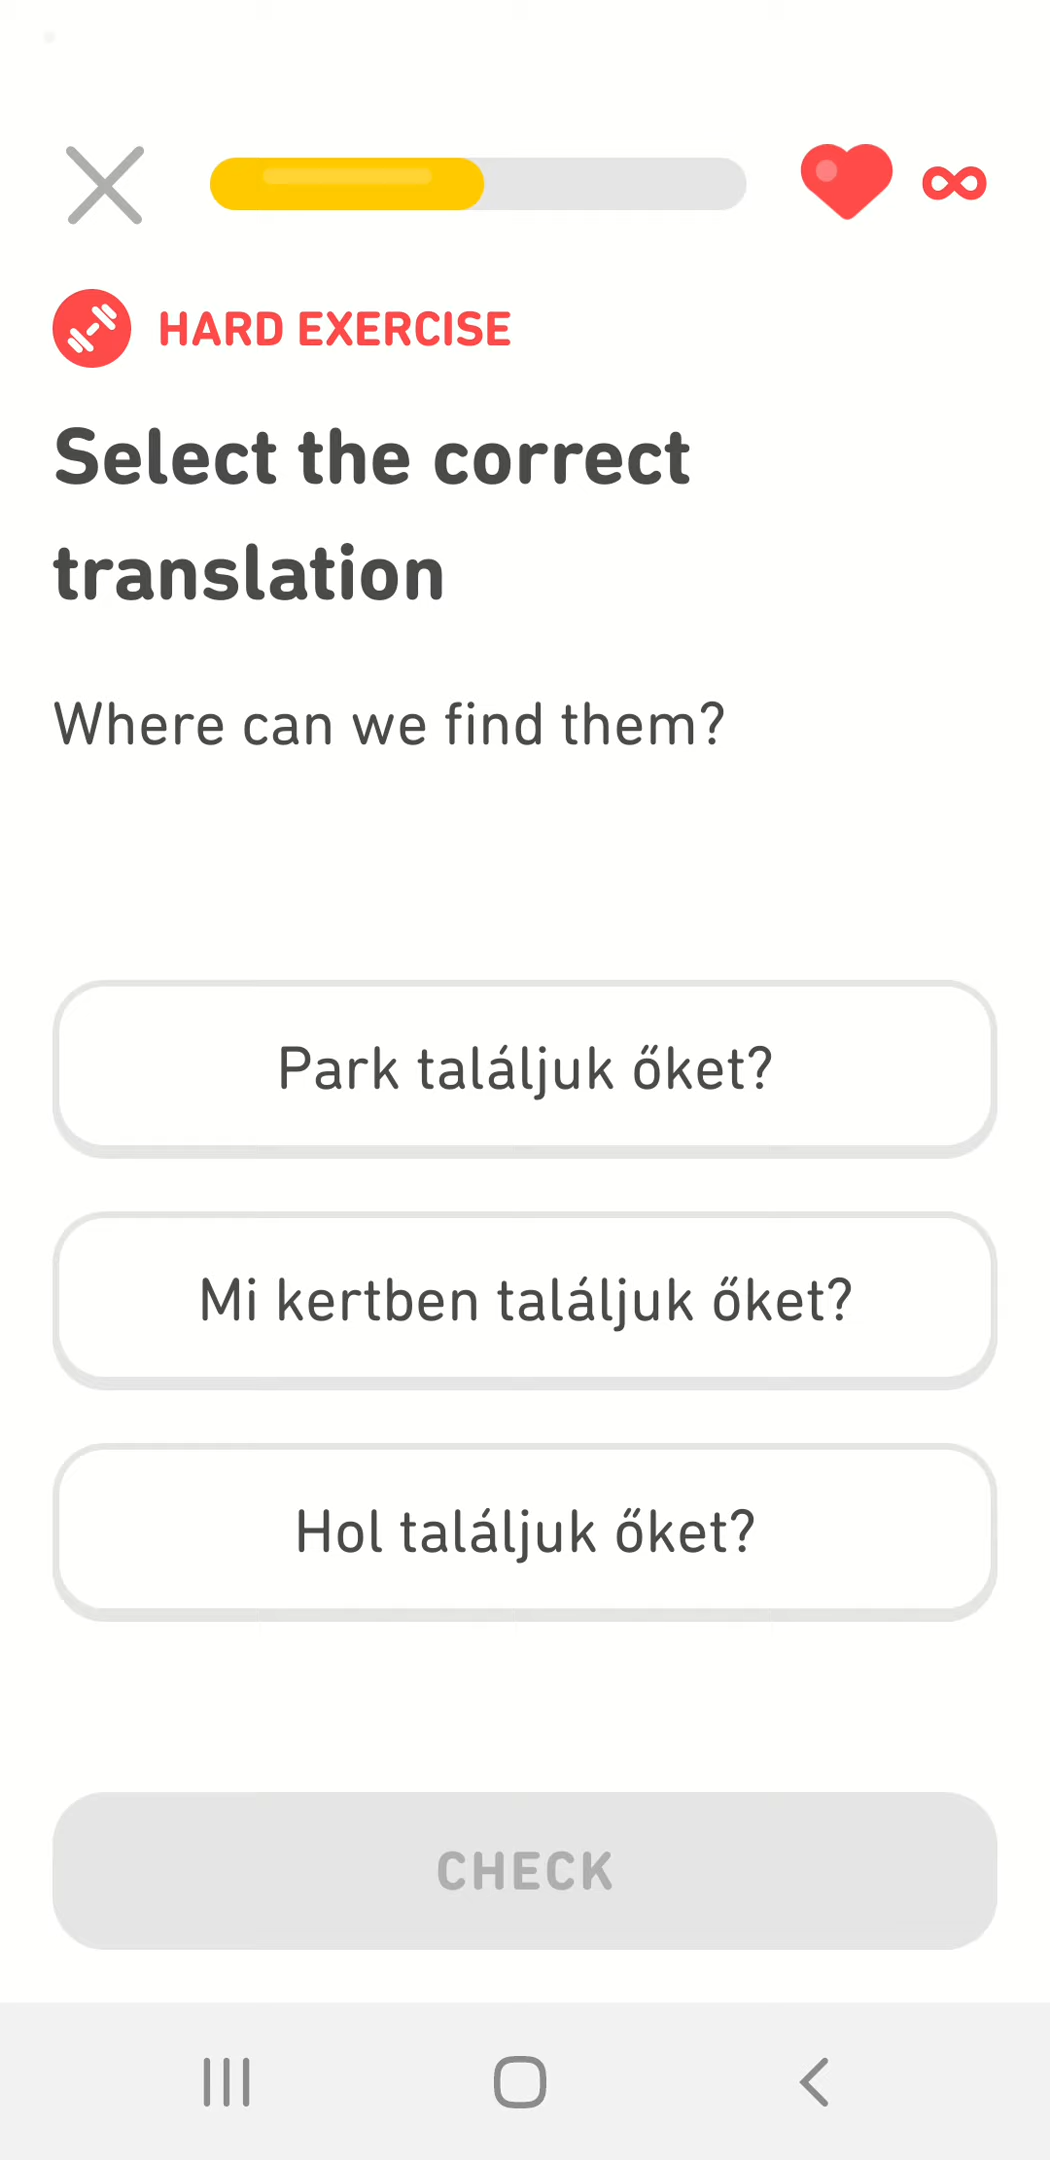 HARD EXERCISE
Select the correct
translation
Where can we find them?
Park találjuk őket?
Mi kertben találjuk őket?
Hol találjuk őket?
CHECK